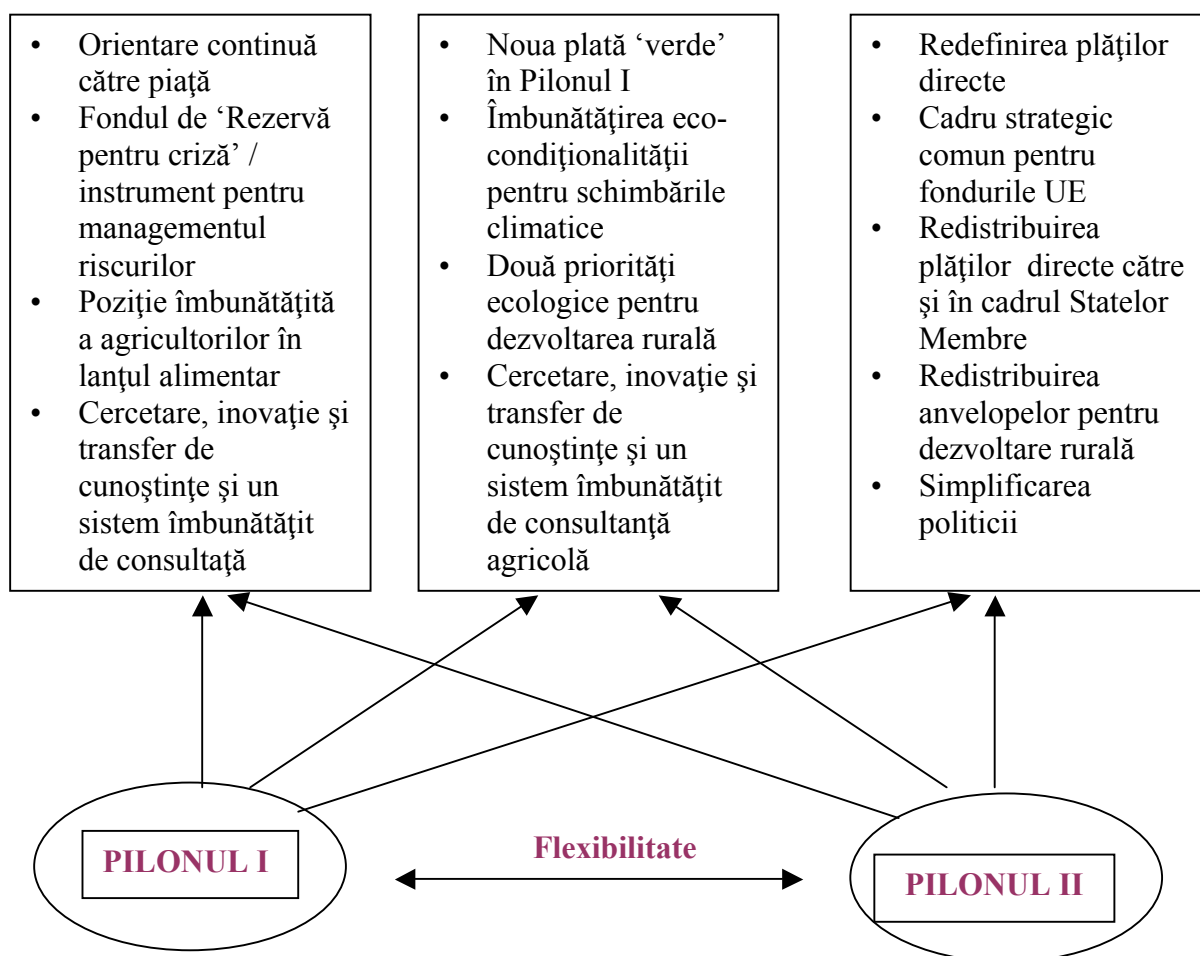 • Orientare continuă
către piaţă
• Fondul de ‘Rezervă
pentru criză’ /
instrument pentru
managementul
riscurilor
• Poziţie îmbunătăţită
a agricultorilor în
lanţul alimentar
• Cercetare, inovaţie şi
transfer de
cunoştinţe şi un
sistem îmbunătăţit
de consultaţă
• Noua plată ‘verde’
în Pilonul I
• Îmbunătăţirea eco-
condiţionalităţii
pentru schimbările
climatice
• Două priorităţi
ecologice pentru
dezvoltarea rurală
• Cercetare, inovaţie şi
transfer de
cunoştinţe şi un
sistem îmbunătăţit
de consultanţă
agricolă
• Redefinirea plăţilor
directe
• Cadru strategic
comun pentru
fondurile UE
• Redistribuirea
plăţilor directe către
şi în cadrul Statelor
Membre
• Redistribuirea
anvelopelor pentru
dezvoltare rurală
• Simplificarea
politicii
PILONUL I
Flexibilitate
PILONUL II